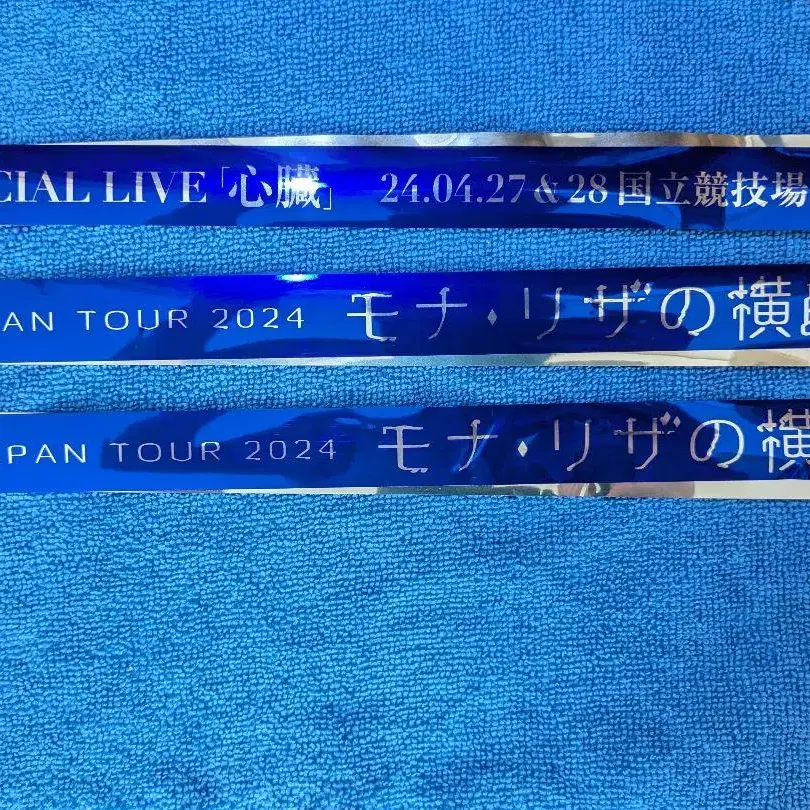 CIAL LIVE「心臓」 24.04.27 & 28 国立競技場
AN TOUR 2024 モナ・リザの横
PAN TOUR 2024 モナ・リザの横